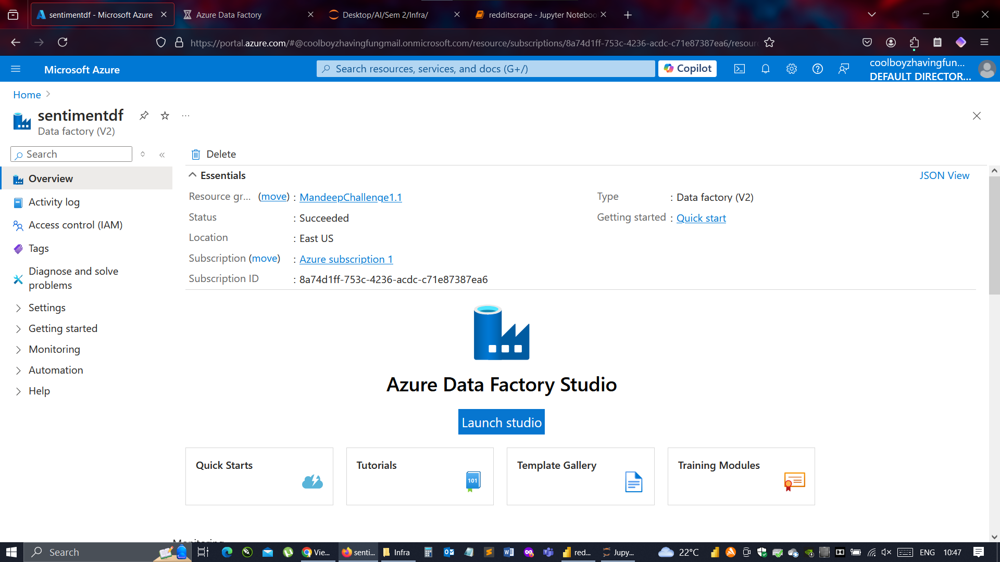 sentimentdf - Microsoft Azure
Azure Data Factory
Desktop/AI/Sem 2/Infra/
redditscrape - Jupyter Noteboo
https://portal.azure.com/#@coolboyzhavingfungmail.onmicrosoft.com/resource/subscriptions/8a74d1ff-753c-4236-acdc-c71e87387ea6/resour
Microsoft Azure
Search resources, services, and docs (G+/)
Copilot
coolboyzhavingfun...
DEFAULT DIRECTOR...
Home
sentimentdf
Data factory (V2)
Search
Delete
Overview
Activity log
Access control (IAM)
Tags
Diagnose and solve
problems
Settings
Getting started
Monitoring
Automation
Help
Essentials
JSON View
Resource gr... (move) : MandeepChallenge1.1
Status : Succeeded
Location : East US
Subscription (move) : Azure subscription 1
Subscription ID : 8a74d1ff-753c-4236-acdc-c71e87387ea6
Type : Data factory (V2)
Getting started : Quick start
Azure Data Factory Studio
Launch studio
Quick Starts
Tutorials
101
Template Gallery
Training Modules
Monitoring
Search
Vie...
senti...
Infra
red...
Jupy...
22°C
ENG
10:47